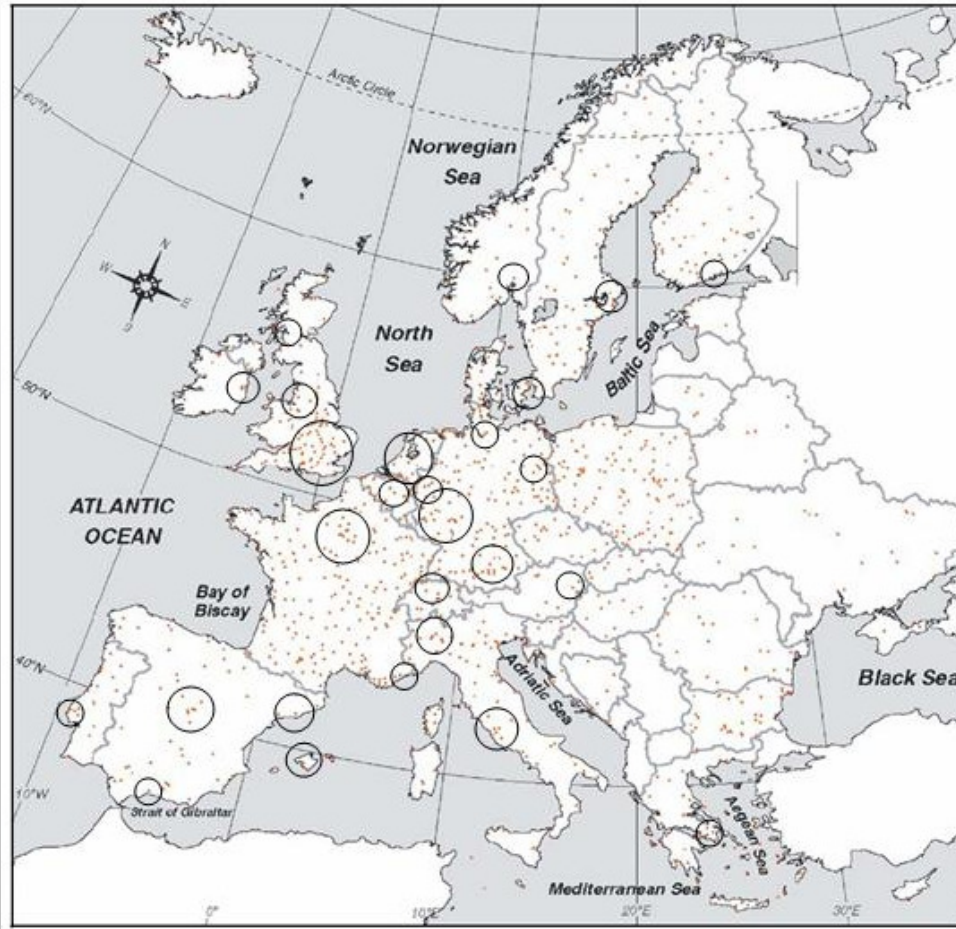 Arctic Circle
60°N
Norwegian
Sea
N
W
E
S
North
Sea
Baltic Sea
50°N
ATLANTIC
OCEAN
Bay of
Biscay
40°N
Adriatic Sea
Black Sea
10°W
Strait of Gibraltar
Aegean Sea
Mediterranean Sea
0°
10°E
20°E
30°E